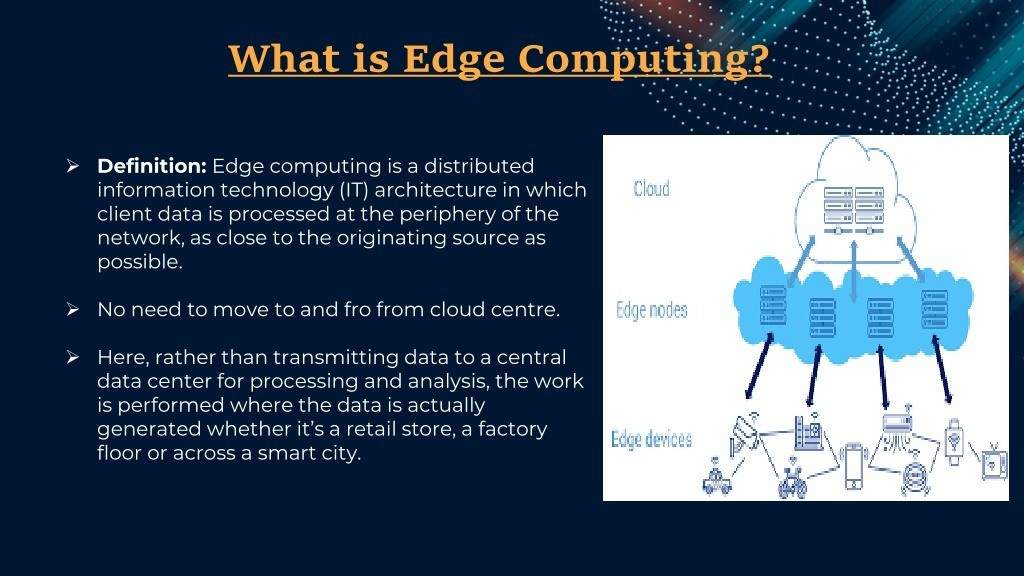 What is Edge Computing?
➢ Definition: Edge computing is a distributed
information technology (IT) architecture in which
client data is processed at the periphery of the
network, as close to the originating source as
possible.
➢ No need to move to and fro from cloud centre.
➢ Here, rather than transmitting data to a central
data center for processing and analysis, the work
is performed where the data is actually
generated whether it’s a retail store, a factory
floor or across a smart city.
Cloud
Edge nodes
Edge devices